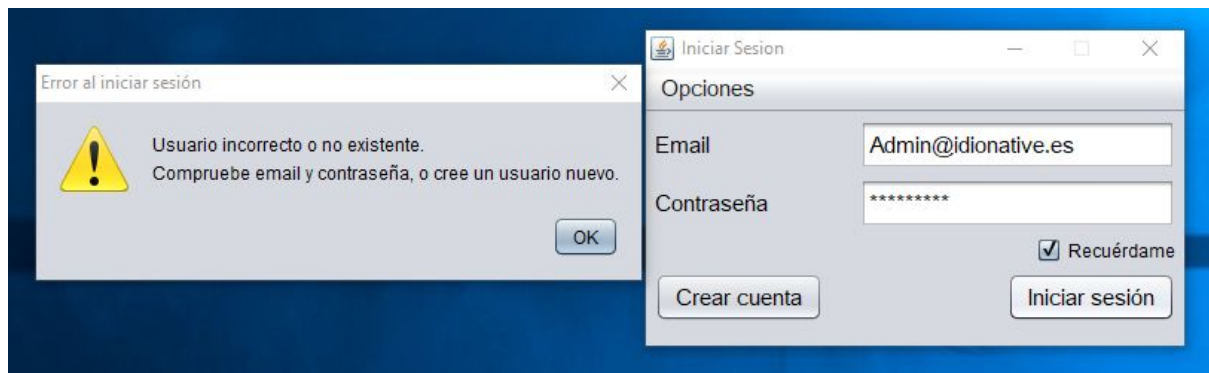 Error al iniciar sesión
Usuario incorrecto o no existente.
Compruebe email y contraseña, o cree un usuario nuevo.
OK
Iniciar Sesion
Opciones
Email Admin@idionative.es
Contraseña *********
Recuérdame
Crear cuenta Iniciar sesión